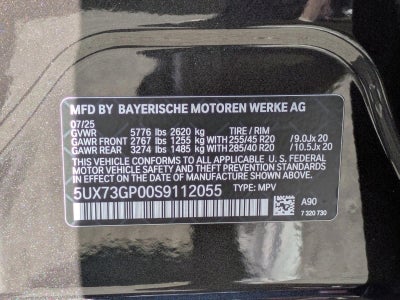 MFD BY BAYERISCHE MOTOREN WERKE AG
07/25
GVWR 5776 lbs 2620 kg TIRE / RIM
GAWR FRONT 2767 lbs 1255 kg 255/45 R20 / 9.0Jx 20
GAWR REAR 3274 lbs 1485 kg 285/40 R20 / 10.5Jx 20
THIS VEHICLE CONFORMS TO ALL APPLICABLE U. S. FEDERAL
MOTOR VEHICLE SAFETY AND THEFT PREVENTION STANDARDS
IN EFFECT ON THE DATE OF MANUFACTURE SHOWN ABOVE.
5UX73GP00S9112055 TYPE: MPV
A90
7 320 730